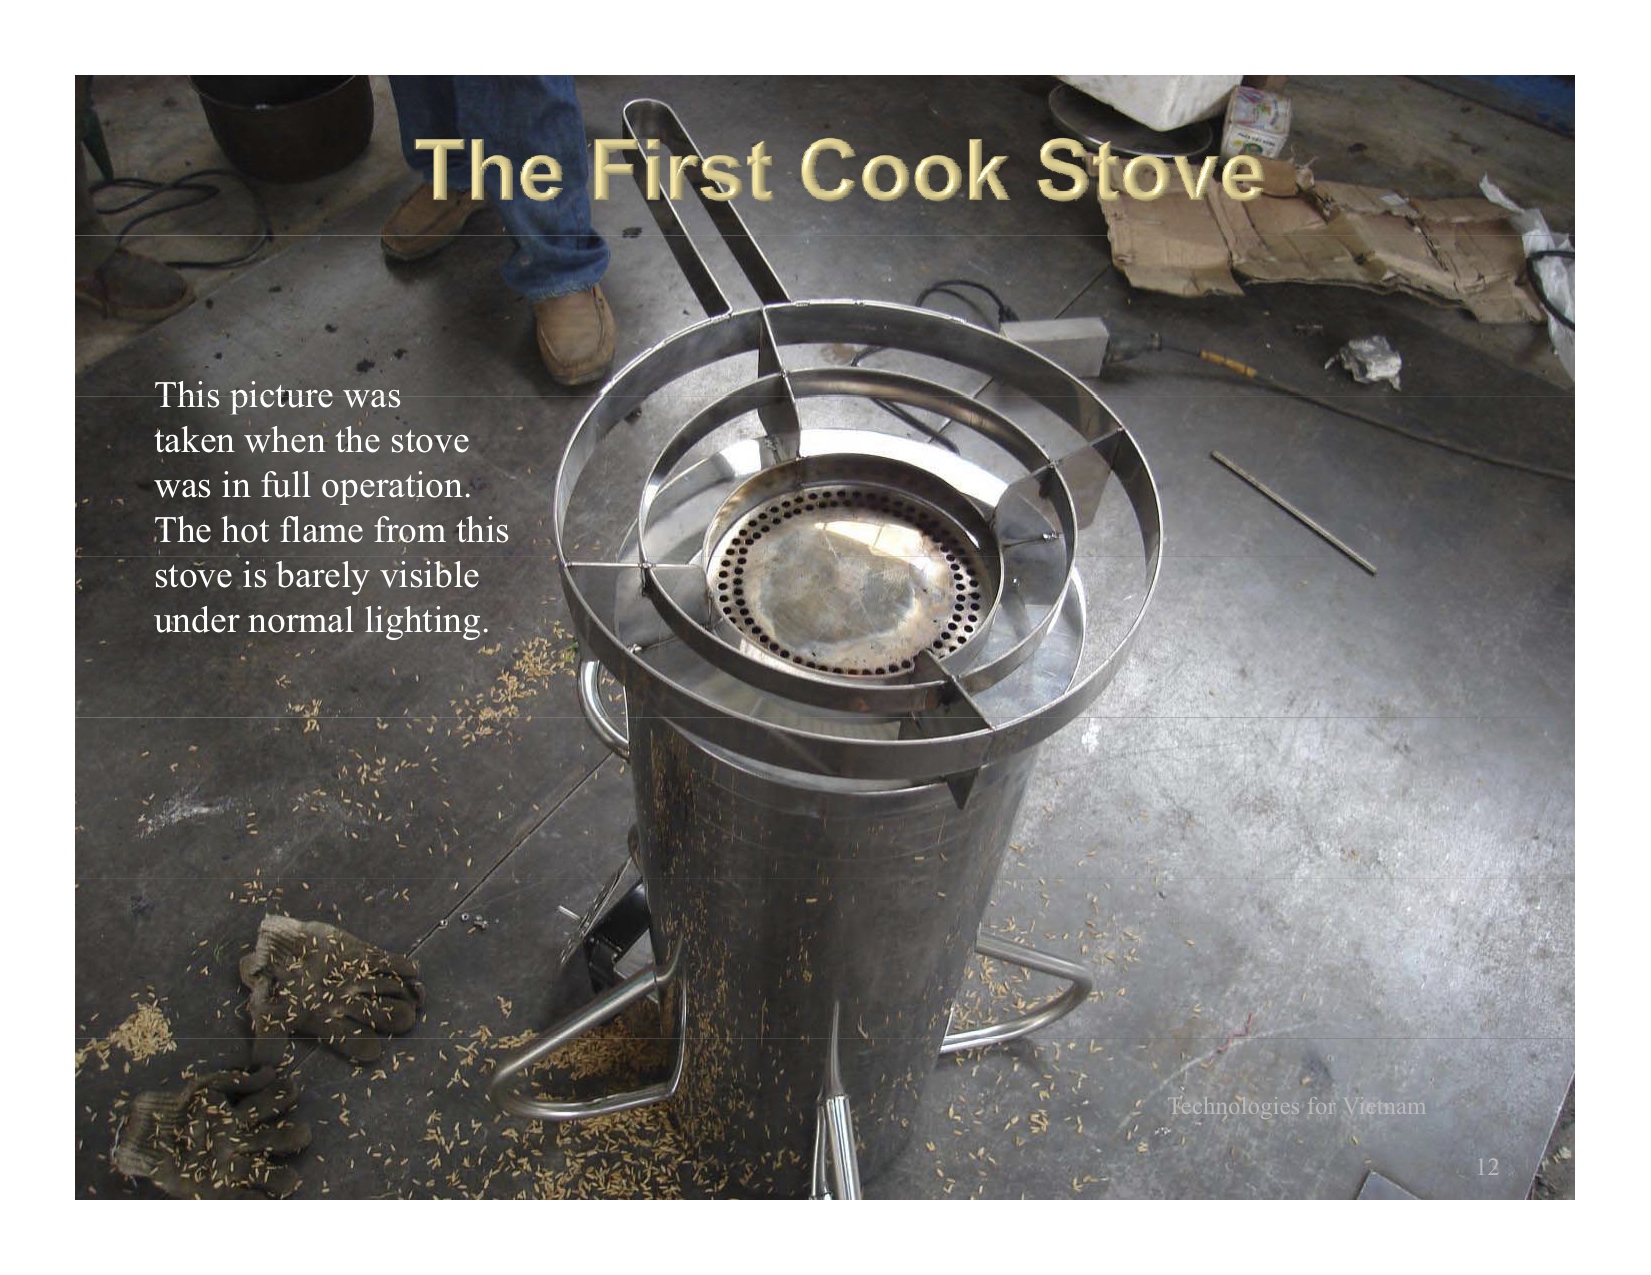 The First Cook Stove
This picture was
taken when the stove
was in full operation.
The hot flame from this
stove is barely visible
under normal lighting.
Technologies for Vietnam
12